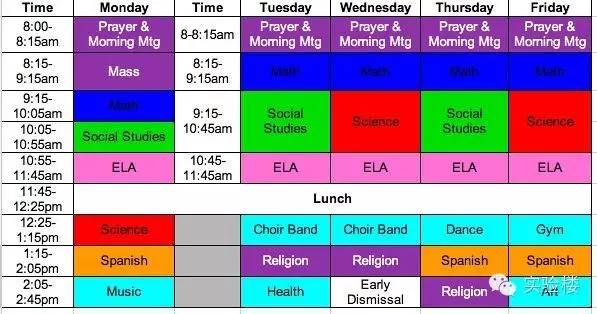 Time Monday Time Tuesday Wednesday Thursday Friday
8:00- Prayer & 8-8:15am Prayer & Prayer & Prayer & Prayer &
8:15am Morning Mtg Morning Mtg Morning Mtg Morning Mtg Morning Mtg
8:15- Mass 8:15- Math Math Math Math
9:15am 9:15am
9:15- Math 9:15- Social Science Social Science
10:05am 10:45am Studies Studies
10:05- Social Studies
10:55am
10:55- ELA 10:45- ELA ELA ELA ELA
11:45am 11:45am
11:45- Lunch
12:25pm
12:25- Science Choir Band Choir Band Dance Gym
1:15pm
1:15- Spanish Religion Religion Spanish Spanish
2:05pm
2:05- Music Health Early Religion Art
2:45pm Dismissal
实验楼